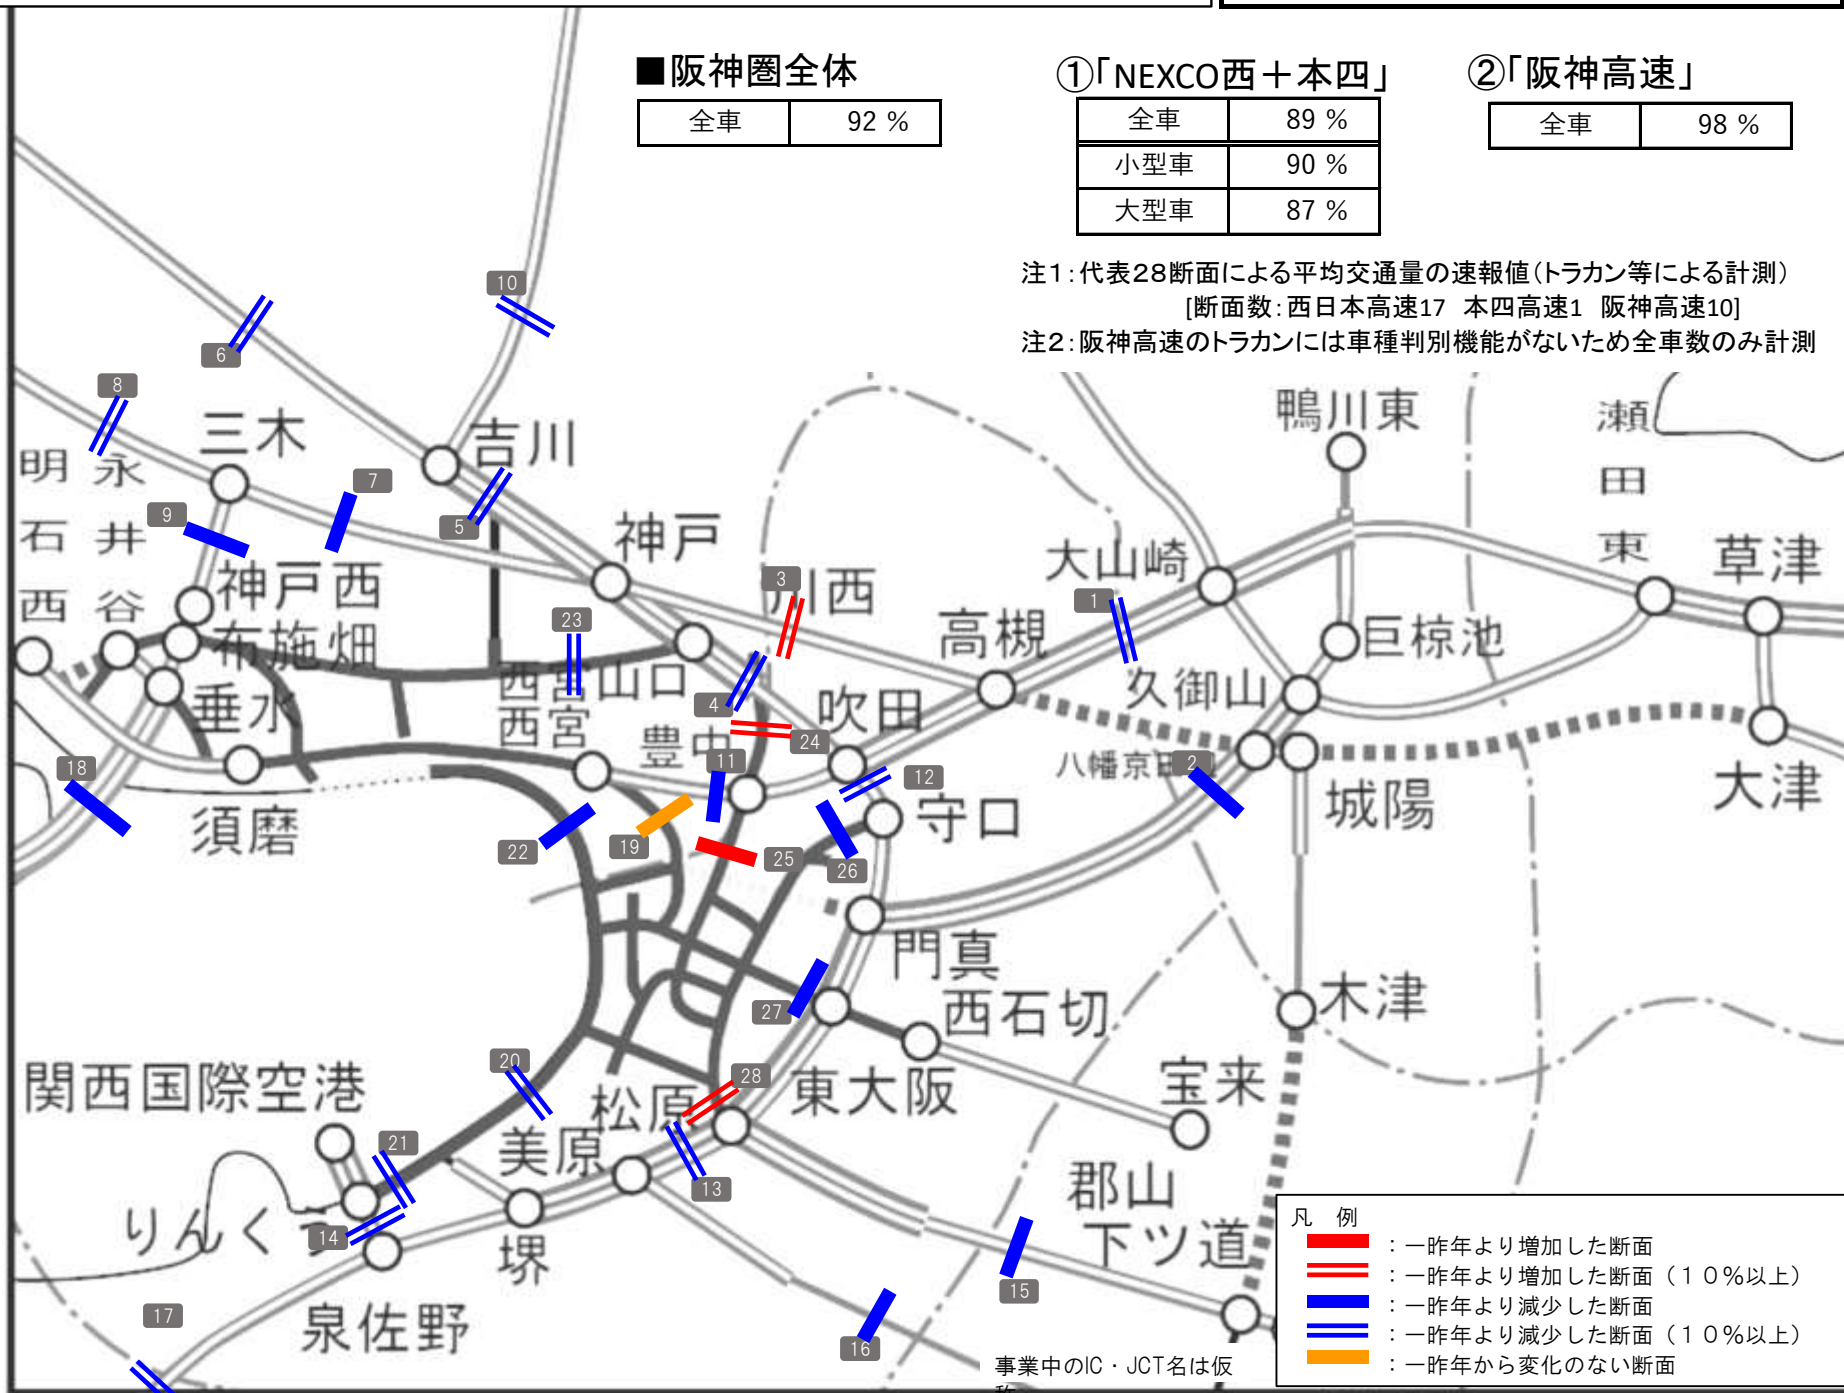 ■阪神圏全体
全車 92 %
①「NEXCO西＋本四」
全車 89 %
小型車 90 %
大型車 87 %
②「阪神高速」
全車 98 %
注1：代表28断面による平均交通量の速報値（トラカン等による計測）
[断面数：西日本高速17 本四高速1 阪神高速10]
注2：阪神高速のトラカンには車種判別機能がないため全車数のみ計測
10
6
8
三木
吉川
鴨川東
瀬田東
明石西
永井谷
7
9
5
神戸
大山崎
草津
神戸西
3
川西
1
布施畑
23
高槻
巨椋池
西宮山口
久御山
垂水
4
吹田
西宮
豊中
24
八幡京田
2
18
11
12
城陽
大津
須磨
守口
22
19
25
26
門真
27
西石切
木津
20
関西国際空港
松原
28
東大阪
宝来
21
美原
13
郡山
りんくう
14
堺
下ツ道
15
17
泉佐野
16
事業中のIC・JCT名は仮
称
凡 例
：一昨年より増加した断面
：一昨年より増加した断面（１０％以上）
：一昨年より減少した断面
：一昨年より減少した断面（１０％以上）
：一昨年から変化のない断面